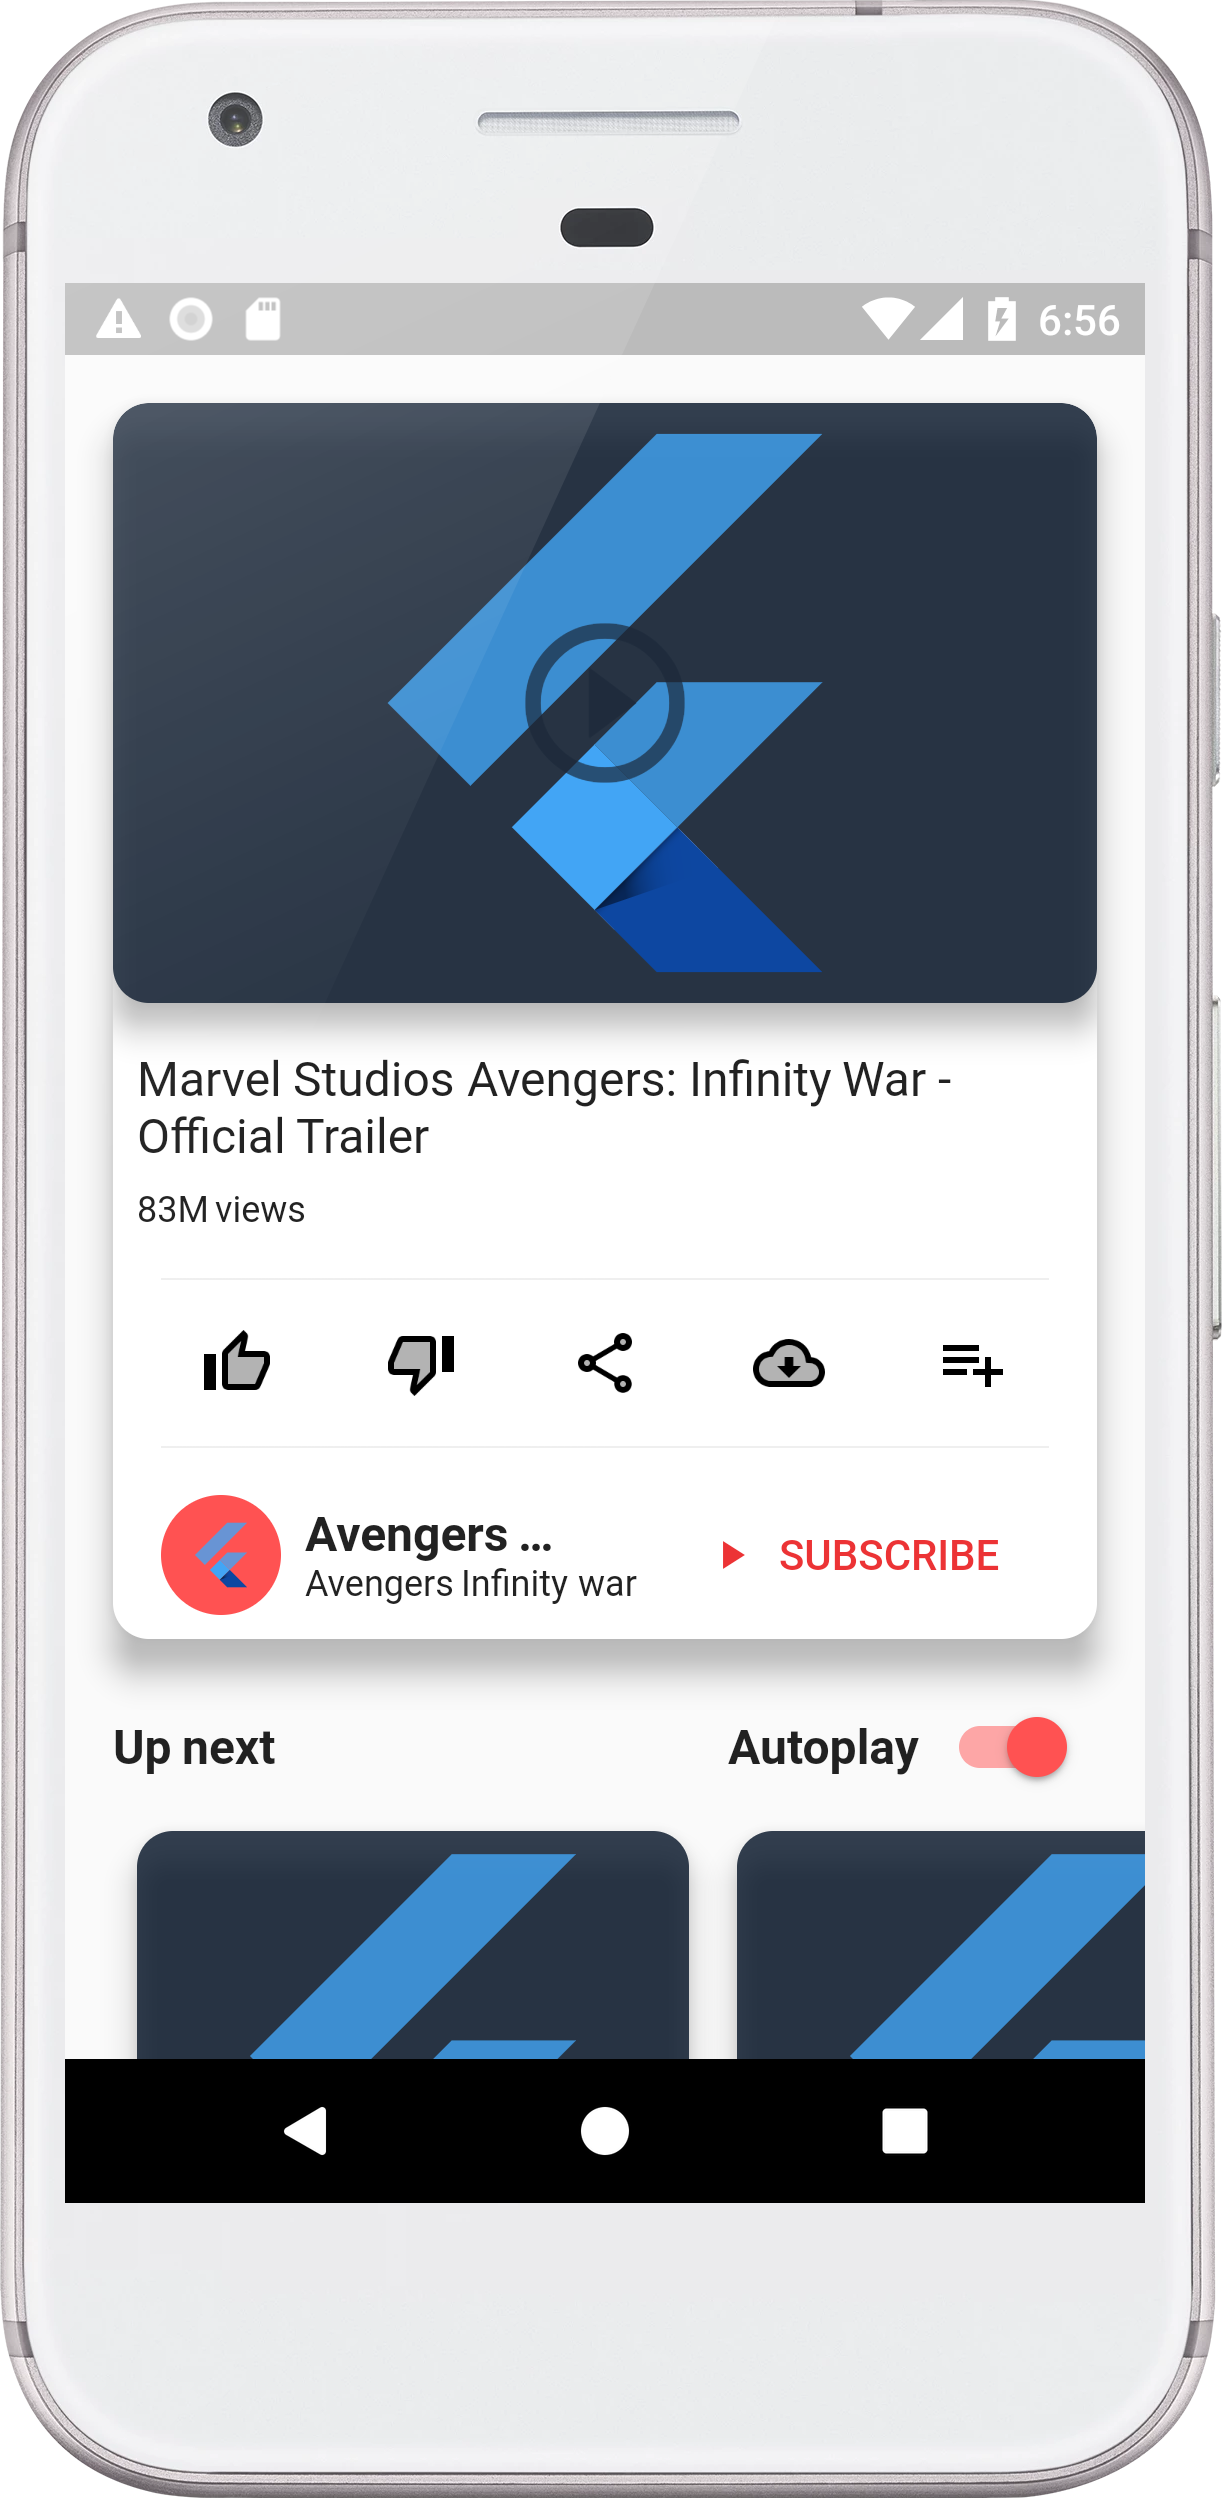 6:56
Marvel Studios Avengers: Infinity War -
Official Trailer
83M views
Avengers ...
Avengers Infinity war
SUBSCRIBE
Up next
Autoplay